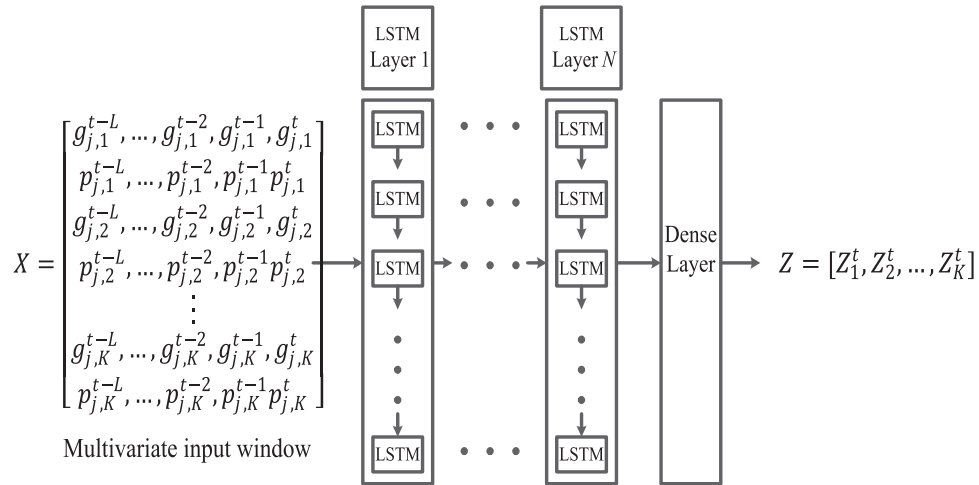 LSTM
Layer 1
LSTM
Layer N
X = [
g_{j,1}^{t-L}, ..., g_{j,1}^{t-2}, g_{j,1}^{t-1}, g_{j,1}^{t}
p_{j,1}^{t-L}, ..., p_{j,1}^{t-2}, p_{j,1}^{t-1} p_{j,1}^{t}
g_{j,2}^{t-L}, ..., g_{j,2}^{t-2}, g_{j,2}^{t-1}, g_{j,2}^{t}
p_{j,2}^{t-L}, ..., p_{j,2}^{t-2}, p_{j,2}^{t-1} p_{j,2}^{t}
⋮
g_{j,K}^{t-L}, ..., g_{j,K}^{t-2}, g_{j,K}^{t-1}, g_{j,K}^{t}
p_{j,K}^{t-L}, ..., p_{j,K}^{t-2}, p_{j,K}^{t-1} p_{j,K}^{t}
]
Multivariate input window
LSTM
LSTM
LSTM
LSTM
LSTM
LSTM
LSTM
LSTM
Dense
Layer
Z = [Z_1^t, Z_2^t, ..., Z_K^t]